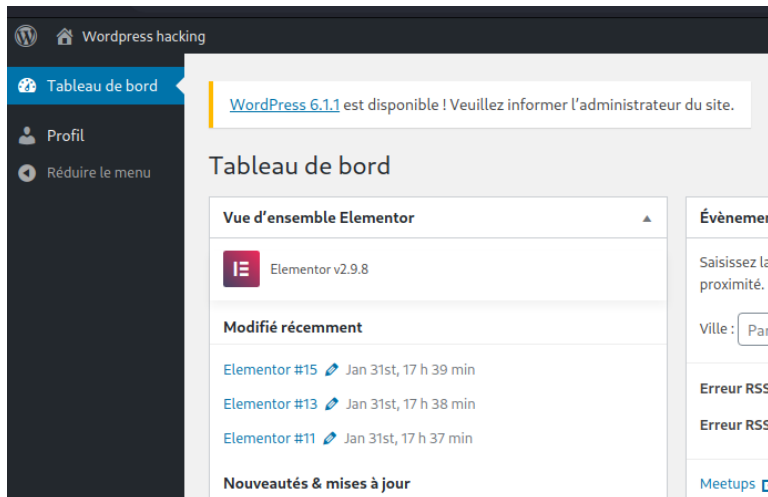 Wordpress hacking
Tableau de bord
Profil
Réduire le menu
WordPress 6.1.1 est disponible ! Veuillez informer l’administrateur du site.
Tableau de bord
Vue d’ensemble Elementor
Elementor v2.9.8
Modifié récemment
Elementor #15 Jan 31st, 17 h 39 min
Elementor #13 Jan 31st, 17 h 38 min
Elementor #11 Jan 31st, 17 h 37 min
Nouveautés & mises à jour
Saisissez
proximité.
Ville :
Erreur RSS
Erreur RSS
Meetups